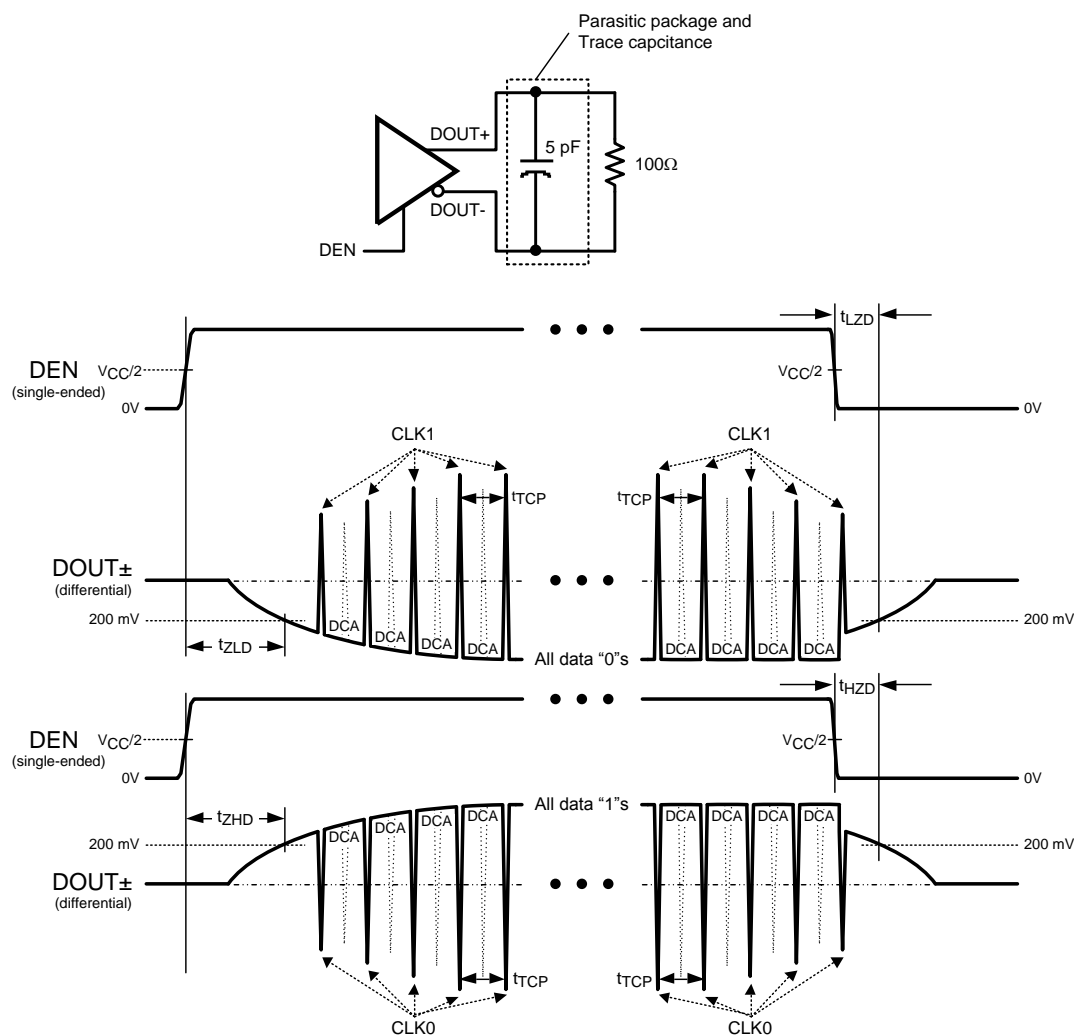 Parasitic package and
Trace capcitance
DOUT+
5 pF
100Ω
DOUT-
DEN
tLZD
DEN
(single-ended)
VCC/2
0V
VCC/2
0V
CLK1
CLK1
tTCP
tTCP
DOUT±
(differential)
200 mV
200 mV
tZLD
DCA
DCA
DCA
DCA
DCA
DCA
DCA
DCA
All data “0”s
tHZD
DEN
(single-ended)
VCC/2
0V
VCC/2
0V
All data “1”s
tZHD
DCA
DCA
DCA
DCA
DCA
DCA
DCA
DCA
200 mV
200 mV
DOUT±
(differential)
tTCP
tTCP
CLK0
CLK0